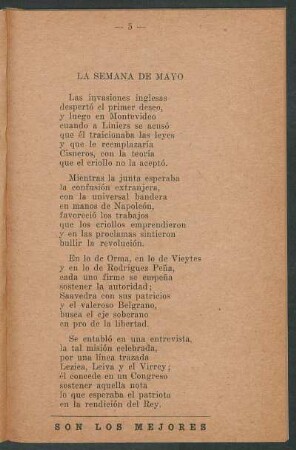 — 5 —
LA SEMANA DE MAYO
Las invasiones inglesas
despertó el primer deseo,
y luego en Montevideo
cuando a Liniers se acusó
que él traicionaba las leyes
y que le reemplazaría
Cisneros, con la teoría
que el criollo no la aceptó.
Mientras la junta esperaba
la confusión extranjera,
con la universal bandera
en manos de Napoleón,
favoreció los trabajos
que los criollos emprendieron
y en las proclamas sintieron
bullir la revolución.
En lo de Orma, en lo de Vieytes
y en lo de Rodríguez Peña,
cada uno firme se empeña
sostener la autoridad;
Saavedra con sus patricios
y el valeroso Belgrano,
busca el eje soberano
en pro de la libertad.
Se entabló en una entrevista,
la tal misión celebrada,
por una línea trazada
Lezica, Leiva y el Virrey;
él concede en un Congreso
sostener aquella nota
lo que esperaba el patriota
en la rendición del Rey.
SON LOS MEJORES